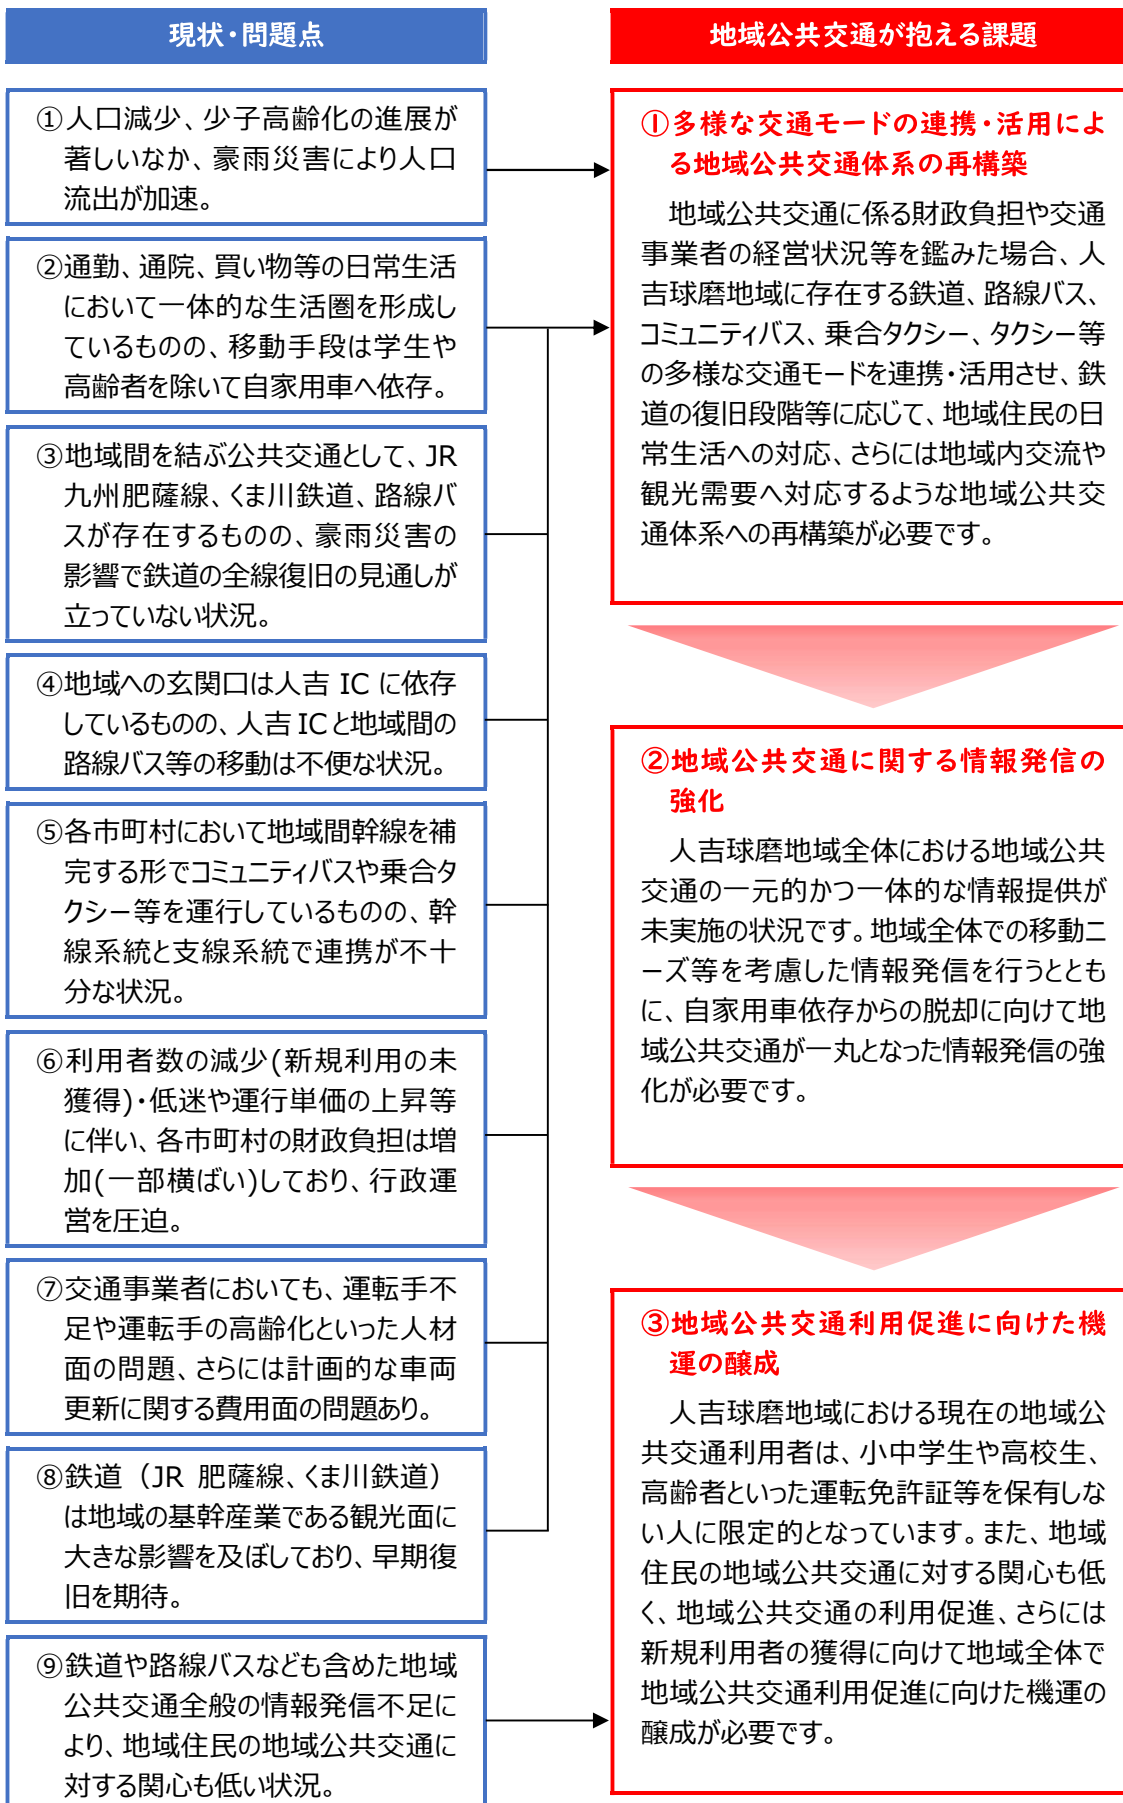 現状・問題点
①人口減少、少子高齢化の進展が
著しいなか、豪雨災害により人口
流出が加速。
②通勤、通院、買い物等の日常生活
において一体的な生活圏を形成し
ているものの、移動手段は学生や
高齢者を除いて自家用車へ依存。
③地域間を結ぶ公共交通として、JR
九州肥薩線、くま川鉄道、路線バ
スが存在するものの、豪雨災害の
影響で鉄道の全線復旧の見通しが
立っていない状況。
④地域への玄関口は人吉 IC に依存
しているものの、人吉 IC と地域間の
路線バス等の移動は不便な状況。
⑤各市町村において地域間幹線を補
完する形でコミュニティバスや乗合タ
クシー等を運行しているものの、幹
線系統と支線系統で連携が不十
分な状況。
⑥利用者数の減少(新規利用の未
獲得)・低迷や運行単価の上昇等
に伴い、各市町村の財政負担は増
加(一部横ばい)しており、行政運
営を圧迫。
⑦交通事業者においても、運転手不
足や運転手の高齢化といった人材
面の問題、さらには計画的な車両
更新に関する費用面の問題あり。
⑧鉄道（JR 肥薩線、くま川鉄道）
は地域の基幹産業である観光面に
大きな影響を及ぼしており、早期復
旧を期待。
⑨鉄道や路線バスなども含めた地域
公共交通全般の情報発信不足に
より、地域住民の地域公共交通に
対する関心も低い状況。
地域公共交通が抱える課題
①多様な交通モードの連携・活用によ
る地域公共交通体系の再構築
地域公共交通に係る財政負担や交通
事業者の経営状況等を鑑みた場合、人
吉球磨地域に存在する鉄道、路線バス、
コミュニティバス、乗合タクシー、タクシー等
の多様な交通モードを連携・活用させ、鉄
道の復旧段階等に応じて、地域住民の日
常生活への対応、さらには地域内交流や
観光需要へ対応するような地域公共交
通体系への再構築が必要です。
②地域公共交通に関する情報発信の
強化
人吉球磨地域全体における地域公共
交通の一元的かつ一体的な情報提供が
未実施の状況です。地域全体での移動ニ
ーズ等を考慮した情報発信を行うととも
に、自家用車依存からの脱却に向けて地
域公共交通が一丸となった情報発信の強
化が必要です。
③地域公共交通利用促進に向けた機
運の醸成
人吉球磨地域における現在の地域公
共交通利用者は、小中学生や高校生、
高齢者といった運転免許証等を保有しな
い人に限定的となっています。また、地域
住民の地域公共交通に対する関心も低
く、地域公共交通の利用促進、さらには
新規利用者の獲得に向けて地域全体で
地域公共交通利用促進に向けた機運の
醸成が必要です。